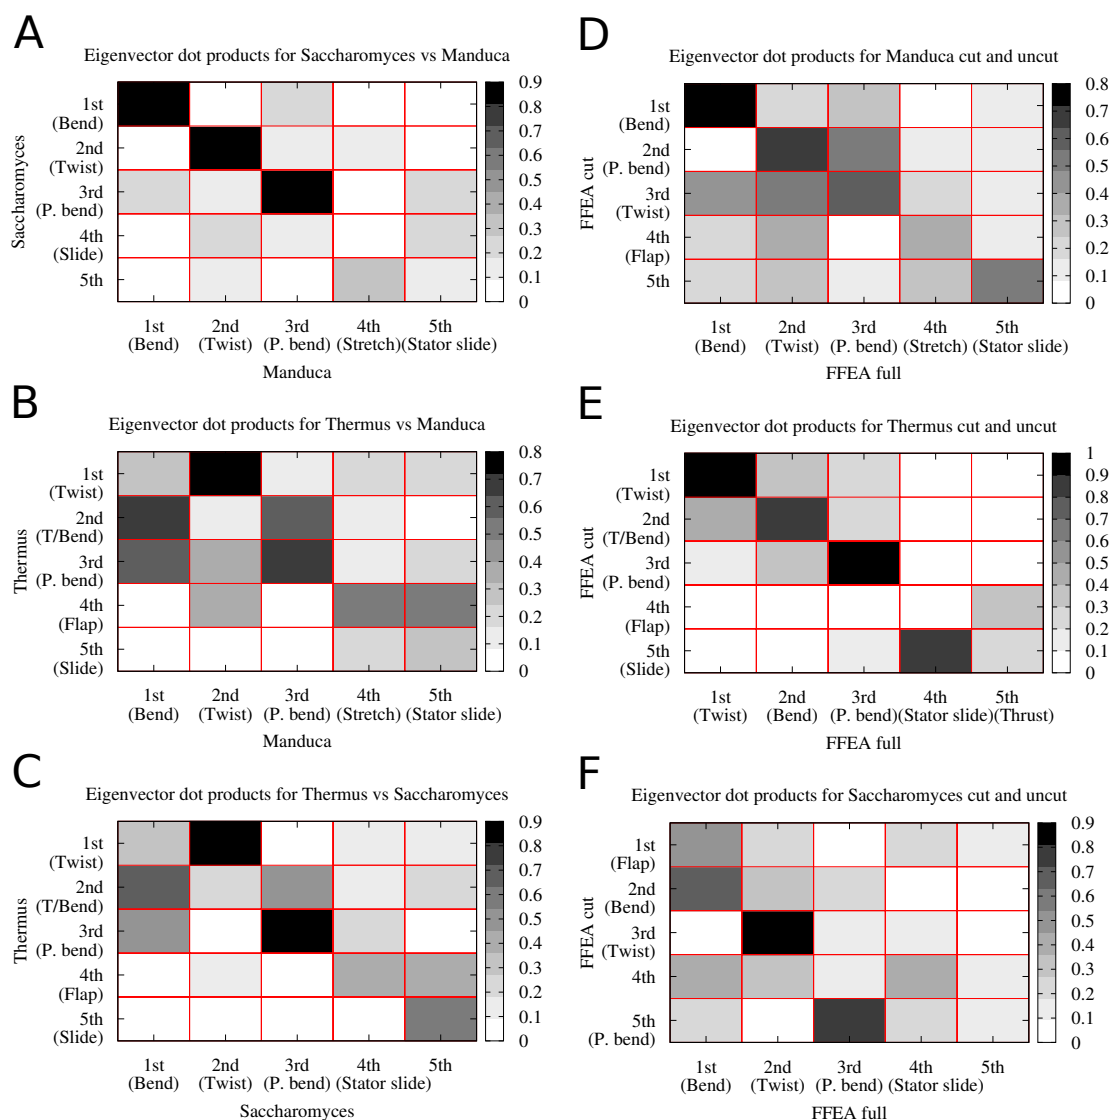 A
Eigenvector dot products for Saccharomyces vs Manduca
Saccharomyces
1st
(Bend)
2nd
(Twist)
3rd
(P. bend)
4th
(Slide)
5th
0.9
0.8
0.7
0.6
0.5
0.4
0.3
0.2
0.1
0
1st 2nd 3rd 4th 5th
(Bend) (Twist) (P. bend) (Stretch) (Stator slide)
Manduca
B
Eigenvector dot products for Thermus vs Manduca
Thermus
1st
(Twist)
2nd
(T/Bend)
3rd
(P. bend)
4th
(Flap)
5th
(Slide)
0.8
0.7
0.6
0.5
0.4
0.3
0.2
0.1
0
1st 2nd 3rd 4th 5th
(Bend) (Twist) (P. bend) (Stretch) (Stator slide)
Manduca
C
Eigenvector dot products for Thermus vs Saccharomyces
Thermus
1st
(Twist)
2nd
(T/Bend)
3rd
(P. bend)
4th
(Flap)
5th
(Slide)
0.9
0.8
0.7
0.6
0.5
0.4
0.3
0.2
0.1
0
1st 2nd 3rd 4th 5th
(Bend) (Twist) (P. bend) (Stator slide)
Saccharomyces
D
Eigenvector dot products for Manduca cut and uncut
FFEA cut
1st
(Bend)
2nd
(P. bend)
3rd
(Twist)
4th
(Flap)
5th
0.8
0.7
0.6
0.5
0.4
0.3
0.2
0.1
0
1st 2nd 3rd 4th 5th
(Bend) (Twist) (P. bend) (Stretch) (Stator slide)
FFEA full
E
Eigenvector dot products for Thermus cut and uncut
FFEA cut
1st
(Twist)
2nd
(T/Bend)
3rd
(P. bend)
4th
(Flap)
5th
(Slide)
1
0.9
0.8
0.7
0.6
0.5
0.4
0.3
0.2
0.1
0
1st 2nd 3rd 4th 5th
(Twist) (Bend) (P. bend) (Stator slide) (Thrust)
FFEA full
F
Eigenvector dot products for Saccharomyces cut and uncut
FFEA cut
1st
(Flap)
2nd
(Bend)
3rd
(Twist)
4th
5th
(P. bend)
0.9
0.8
0.7
0.6
0.5
0.4
0.3
0.2
0.1
0
1st 2nd 3rd 4th 5th
(Bend) (Twist) (P. bend) (Stator slide)
FFEA full